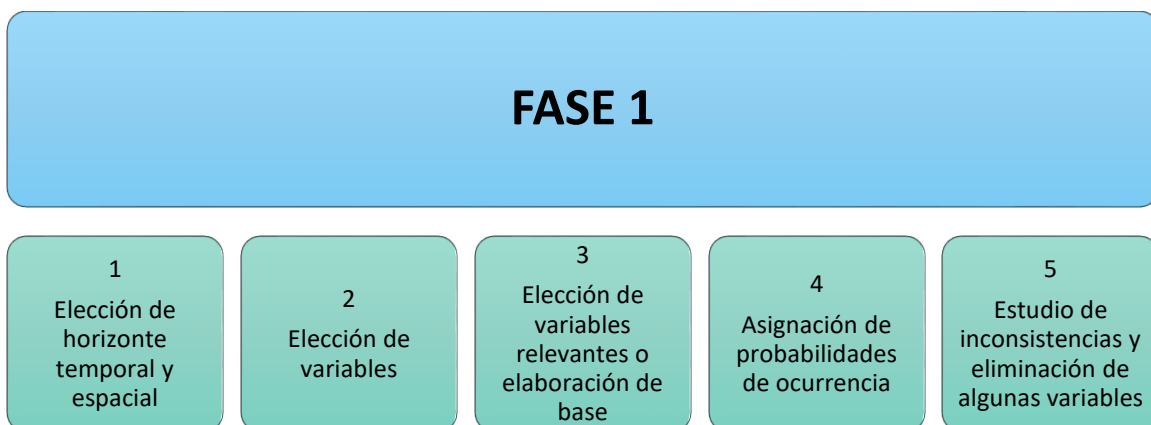 FASE 1
1
Elección de
horizonte
temporal y
espacial
2
Elección de
variables
3
Elección de
variables
relevantes o
elaboración de
base
4
Asignación de
probabilidades
de ocurrencia
5
Estudio de
inconsistencias y
eliminación de
algunas variables